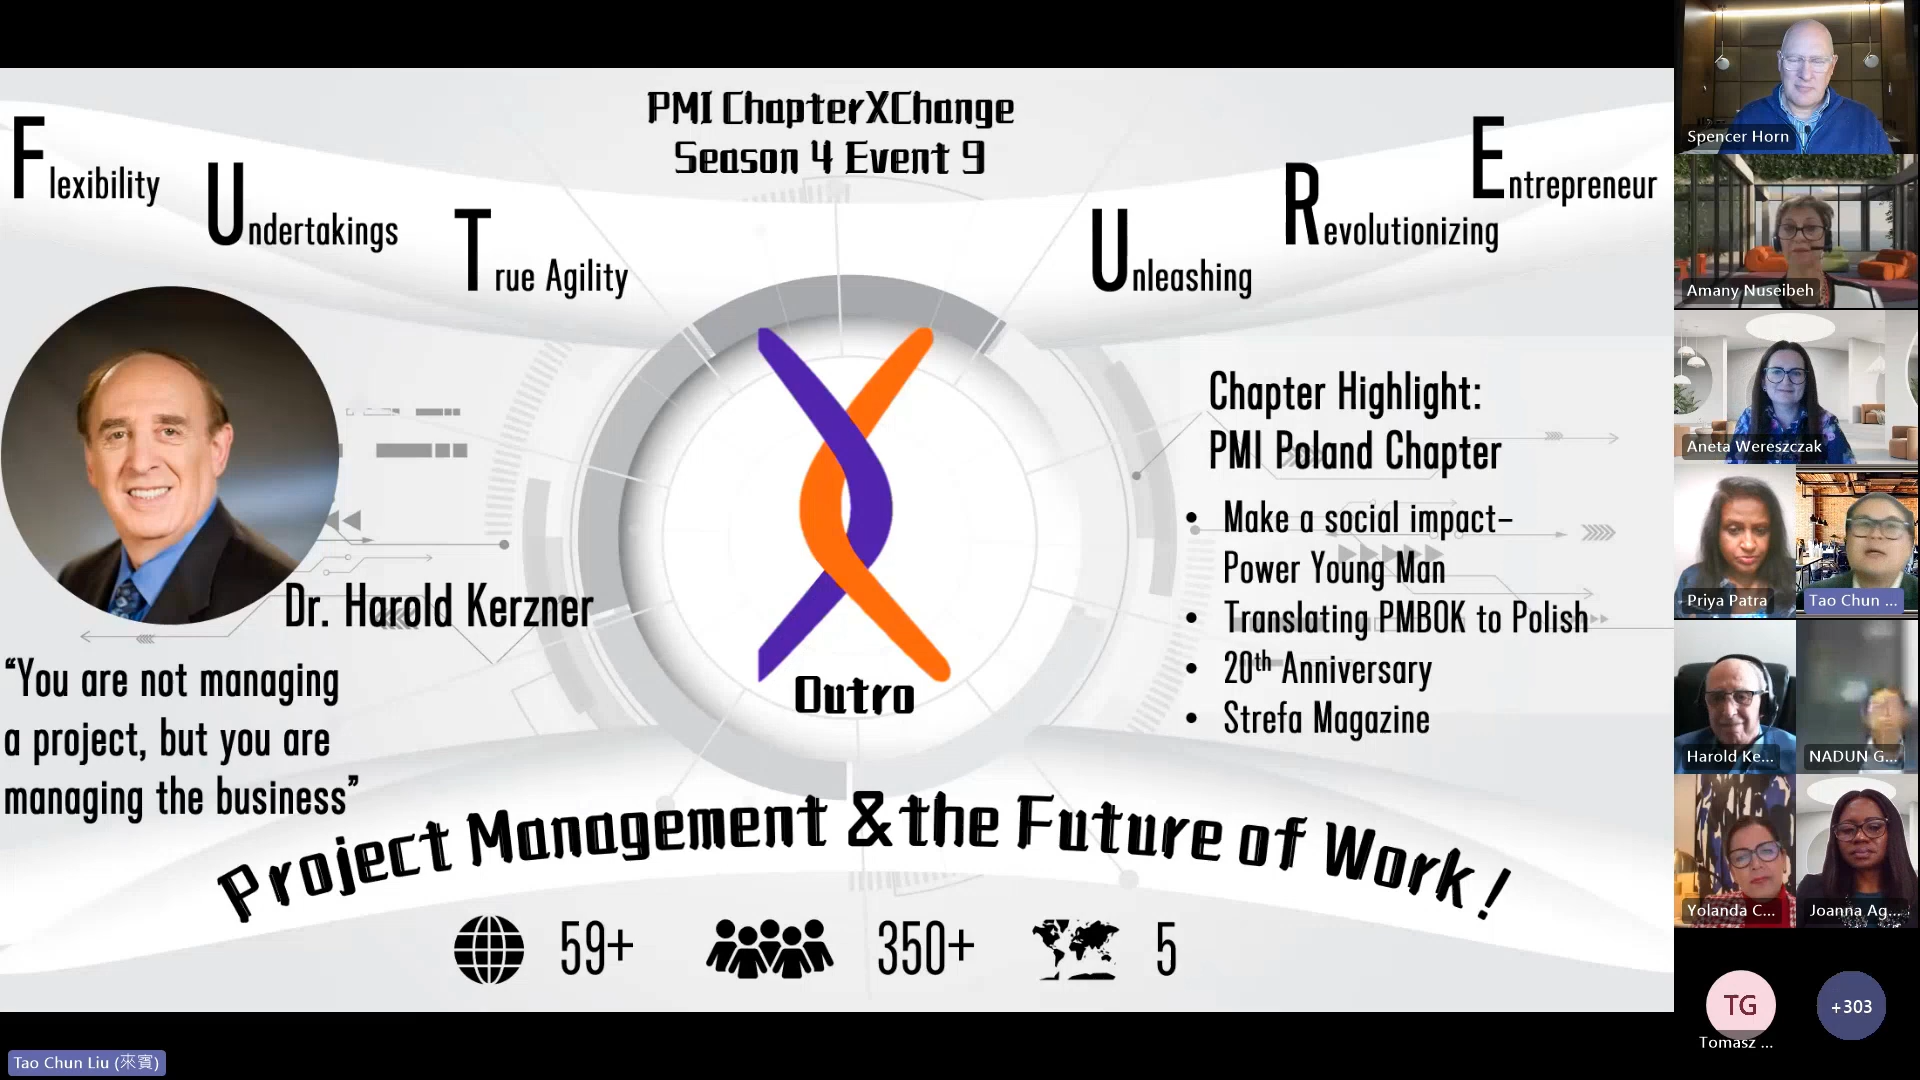 PMI ChapterXChange
Season 4 Event 9
Flexibility
Undertakings
True Agility
Unleashing
Revolutionizing
Entrepreneur
Dr. Harold Kerzner
“You are not managing
a project, but you are
managing the business”
Outro
Chapter Highlight:
PMI Poland Chapter
• Make a social impact–
Power Young Man
• Translating PMBOK to Polish
• 20th Anniversary
• Strefa Magazine
Project Management & the Future of Work!
59+ 350+ 5
Tao Chun Liu (來賓)
Spencer Horn
Amany Nuseibeh
Aneta Wereszczak
Priya Patra
Tao Chun ...
Harold Ke...
NADUN G...
Yolanda C...
Joanna Ag...
TG
Tomasz ...
+303